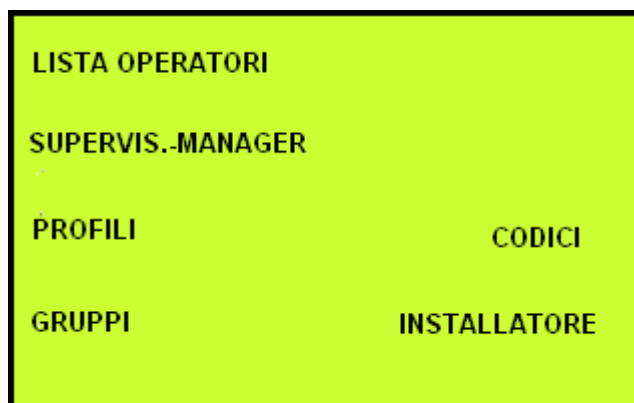 LISTA OPERATORI
SUPERVIS.-MANAGER
PROFILI
CODICI
GRUPPI
INSTALLATORE